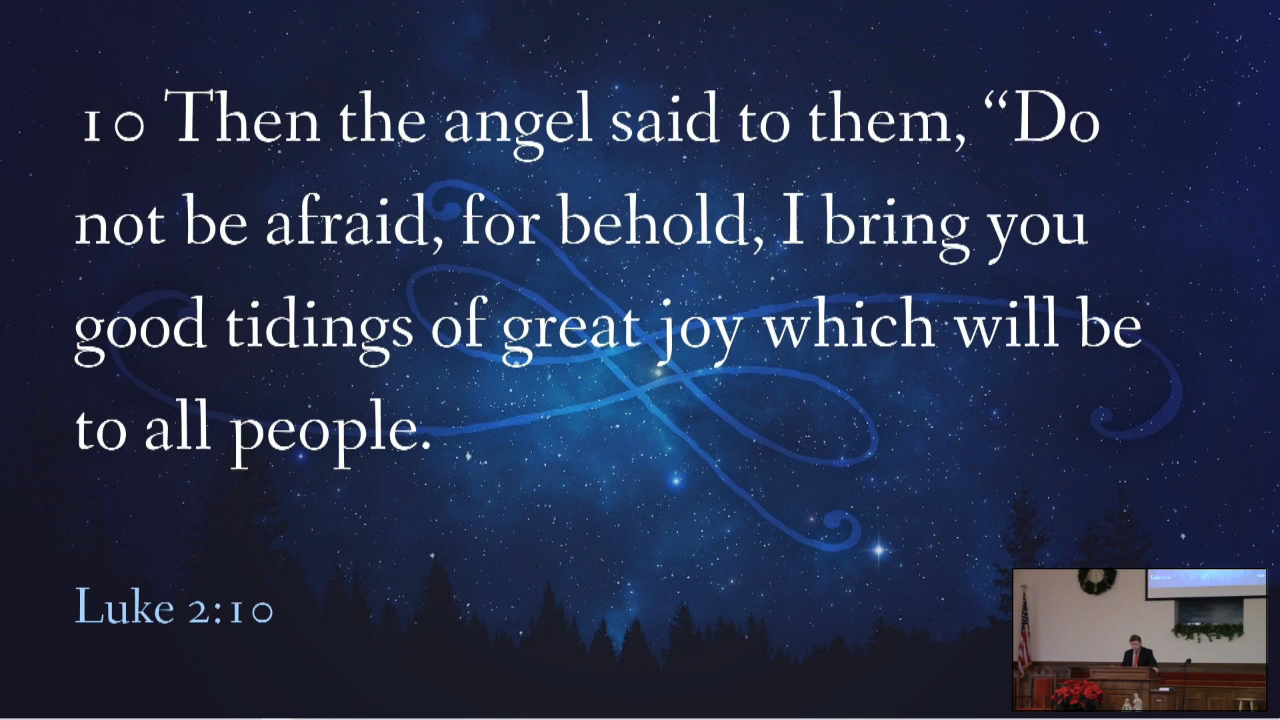 10 Then the angel said to them, “Do
not be afraid, for behold, I bring you
good tidings of great joy which will be
to all people.
Luke 2:10